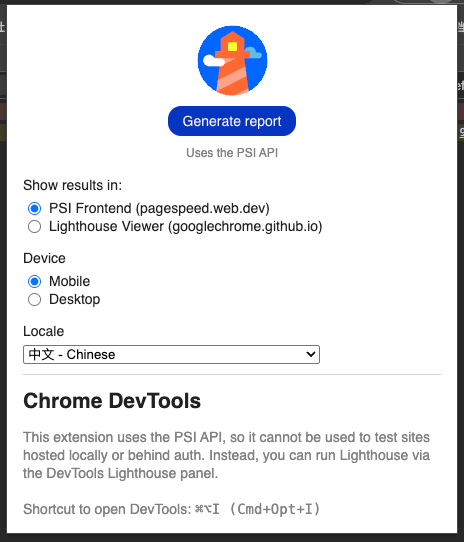 Generate report
Uses the PSI API
Show results in:
PSI Frontend (pagespeed.web.dev)
Lighthouse Viewer (googlechrome.github.io)
Device
Mobile
Desktop
Locale
中文 - Chinese
Chrome DevTools
This extension uses the PSI API, so it cannot be used to test sites
hosted locally or behind auth. Instead, you can run Lighthouse via
the DevTools Lighthouse panel.
Shortcut to open DevTools: ⌘⌥I (Cmd+Opt+I)